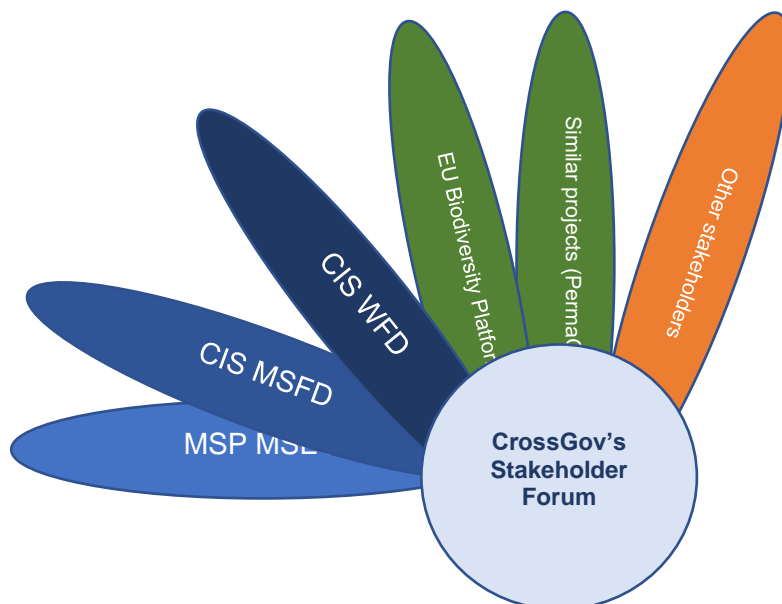 MSP
CIS MSFD
CIS WFD
EU Biodiversity
Similar projects
Other stakeholders
CrossGov's
Stakeholder
Forum